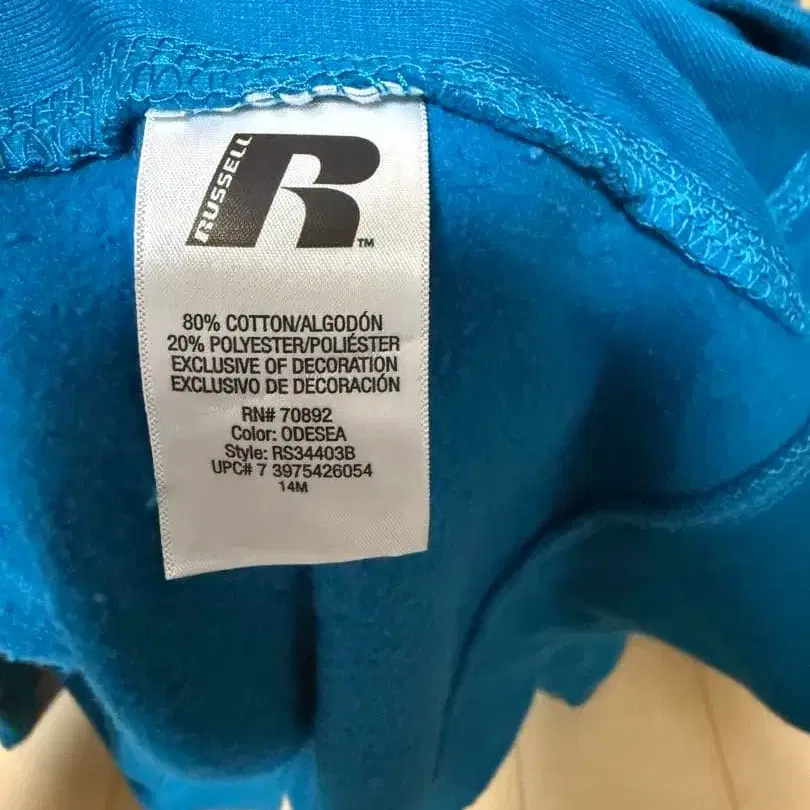 RUSSELL
R™
80% COTTON/ALGODÓN
20% POLYESTER/POLIÉSTER
EXCLUSIVE OF DECORATION
EXCLUSIVO DE DECORACIÓN
RN# 70892
Color: ODESEA
Style: RS34403B
UPC# 7 3975426054
14M